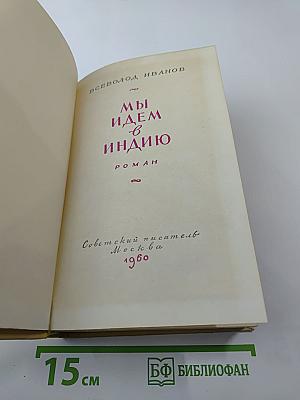 ВСЕВОЛОД ИВАНОВ
МЫ
ИДЕМ
в
ИНДИЮ
РОМАН
Советский писатель
Москва
1960
15 см
БФ БИБЛИОФАН